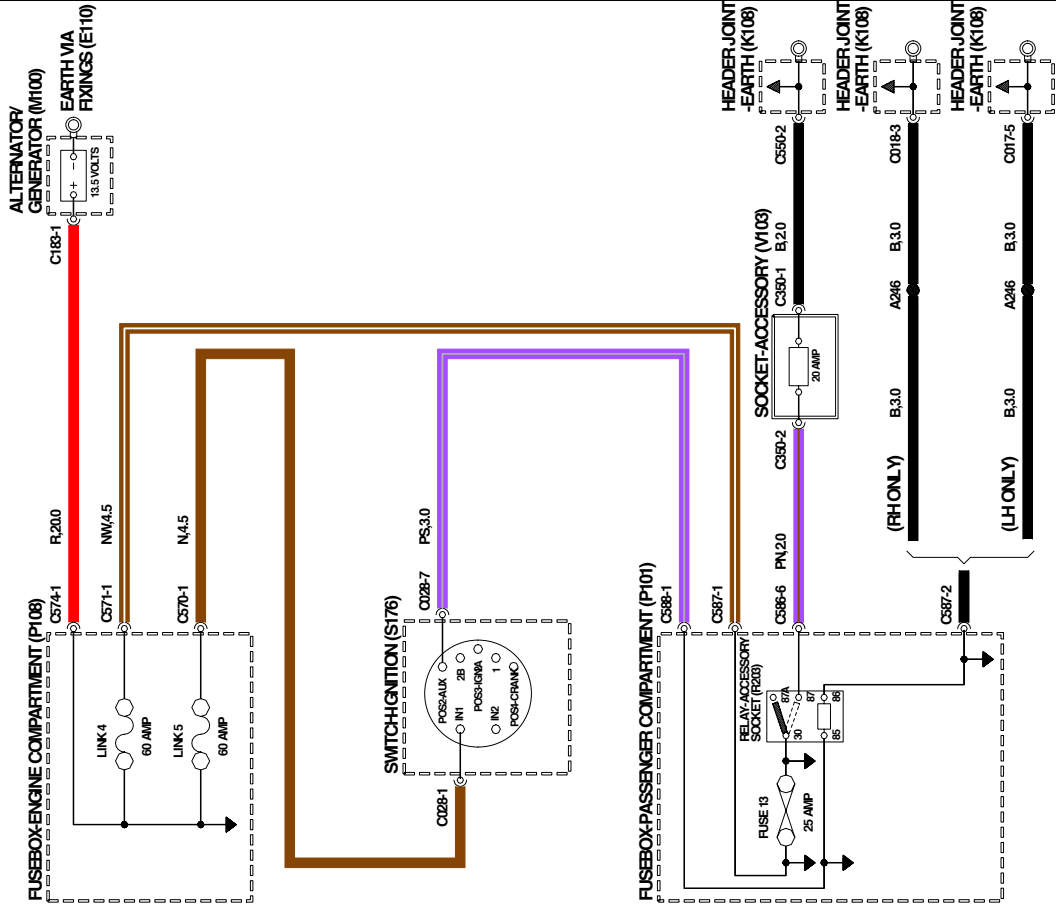 ALTERNATOR/
GENERATOR (M100)
EARTH VIA
FIXINGS (E110)
+ -
13.5 VOLTS
C183-1
R,20.0
C574-1
NW,4.5
C571-1
N,4.5
C570-1
FUSEBOX-ENGINE COMPARTMENT (P108)
LINK 4
60 AMP
LINK 5
60 AMP
SWITCH-IGNITION (S176)
POS2-AUX
2B
POS3-IGN2A
1
POS4-CRANK
IN1
IN2
C028-7
PS,3.0
C028-1
FUSEBOX-PASSENGER COMPARTMENT (P101)
C588-1
C587-1
C586-6
PN,2.0
C587-2
RELAY-ACCESSORY
SOCKET (R203)
87A
87
30
86
85
FUSE 13
25 AMP
SOCKET-ACCESSORY (V103)
C350-2
20 AMP
C350-1
B,2.0
C550-2
HEADER JOINT
-EARTH (K108)
HEADER JOINT
-EARTH (K108)
HEADER JOINT
-EARTH (K108)
(RH ONLY)
B,3.0
A246
B,3.0
C018-3
(LH ONLY)
B,3.0
A246
B,3.0
C017-5